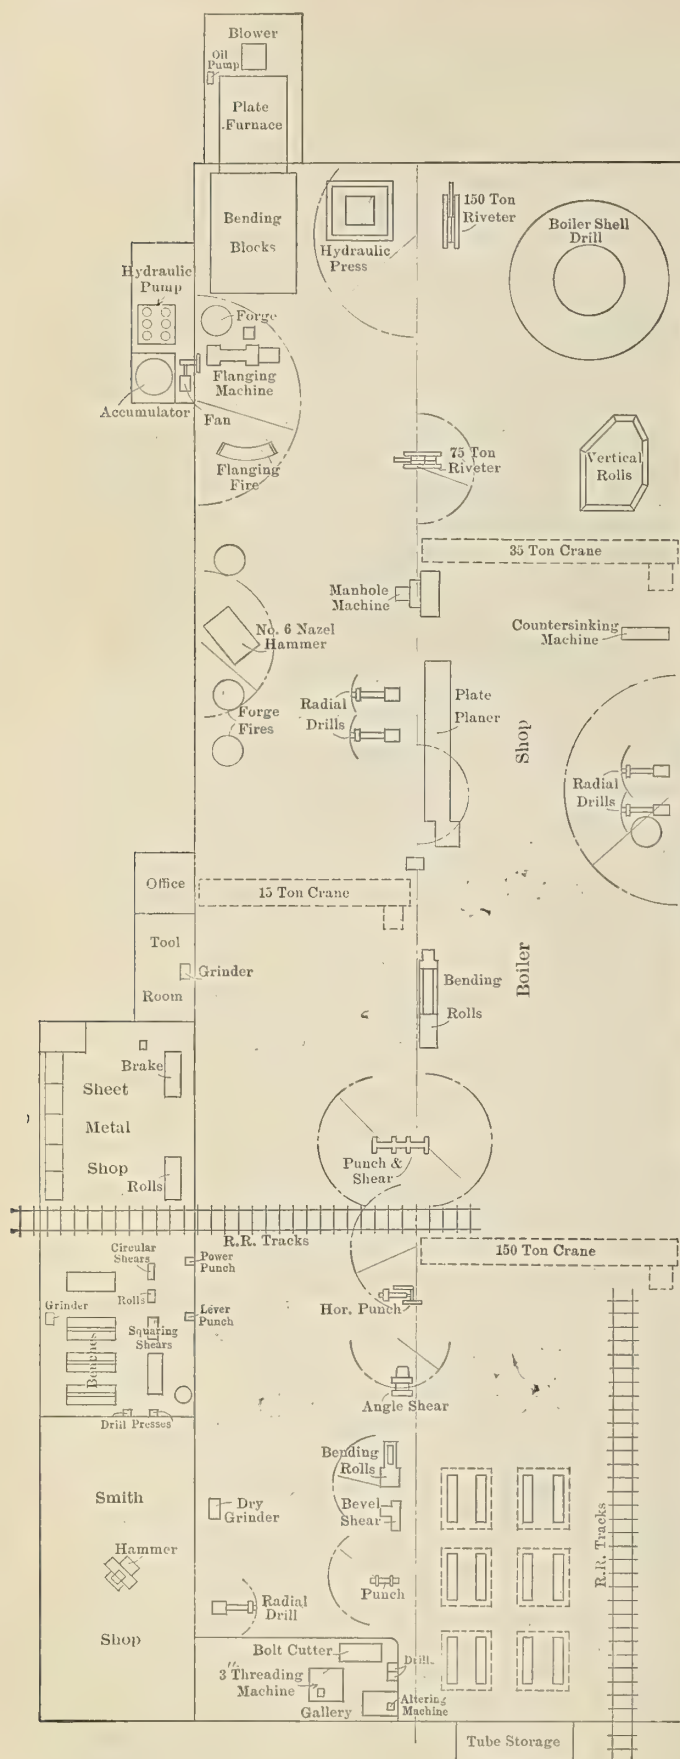 Blower
Oil
Pump
Plate
Furnace
150 Ton
Riveter
Boiler Shell
Drill
Bending
Blocks
Hydraulic
Press
Hydraulic
Pump
Forge
Flanging
Machine
Accumulator
Fan
75 Ton
Riveter
Flanging
Fire
Vertical
Rolls
35 Ton Crane
Manhole
Machine
Countersinking
Machine
No. 6 Nazel
Hammer
Radial
Drills
Plate
Planer
Forge
Fires
Shop
Radial
Drills
Office
15 Ton Crane
Tool
Room
Grinder
Bending
Rolls
Boiler
Brake
Sheet
Metal
Shop
Rolls
Punch &
Shear
R.R. Tracks
Circular
Shears
Power
Punch
150 Ton Crane
Rolls
Grinder
Lever
Punch
Hor. Punch
Squaring
Shears
Benches
Angle Shear
Drill Presses
Bending
Rolls
Smith
Shop
Dry
Grinder
Bevel
Shear
R.R. Tracks
Hammer
Punch
Radial
Drill
Bolt Cutter
Drill
3" Threading
Machine
Altering
Machine
Gallery
Tube Storage